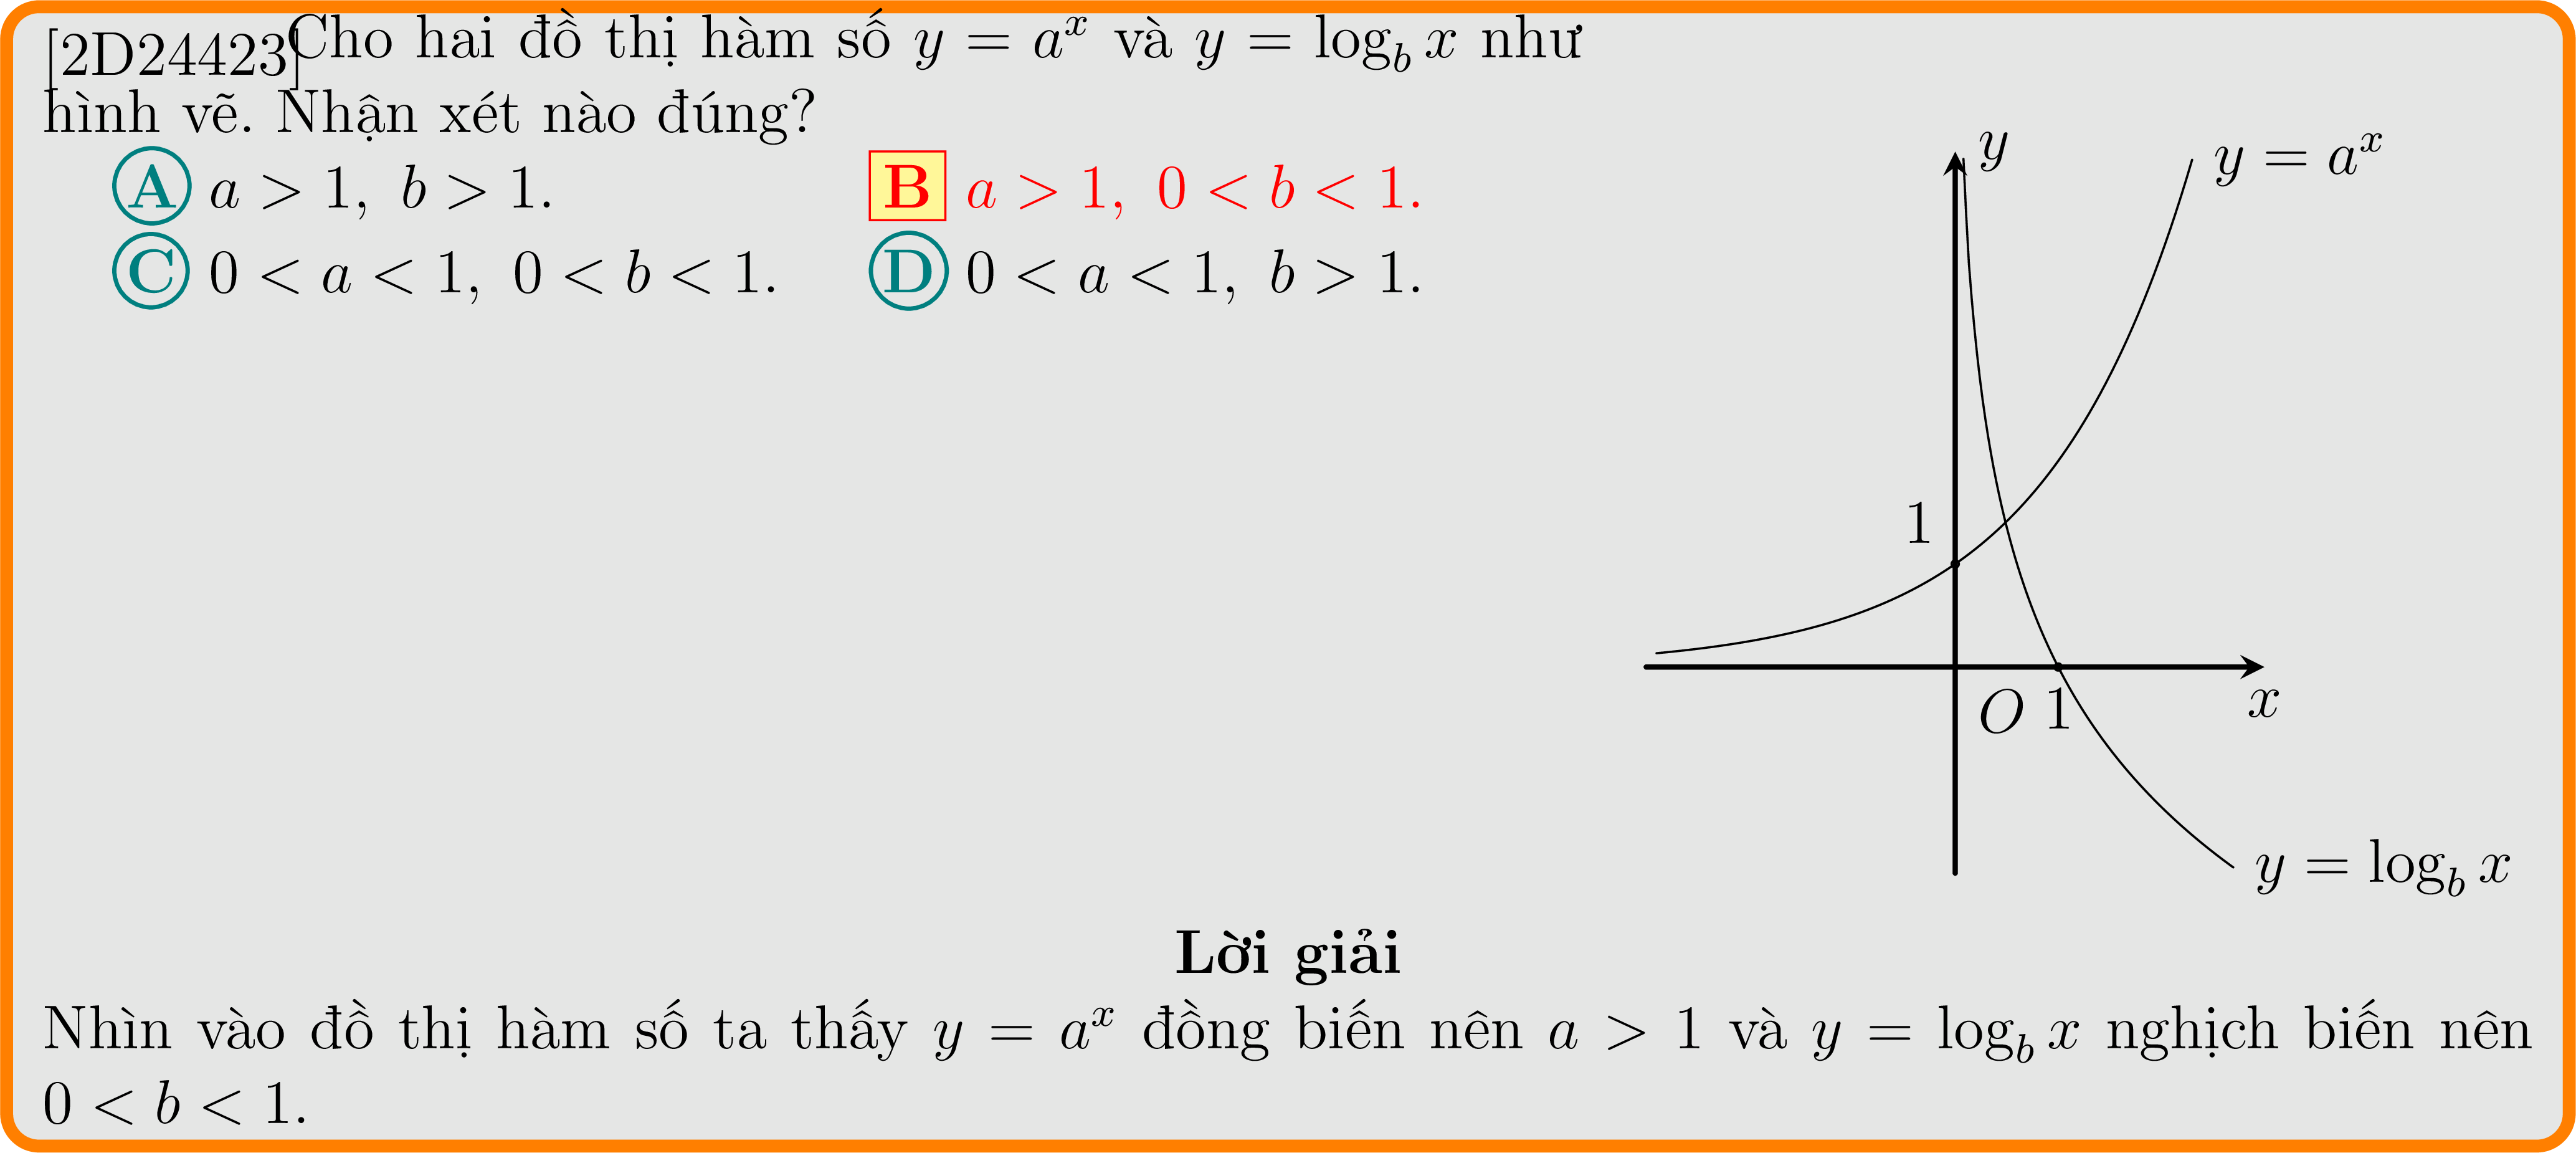 [2D24423]Cho hai đồ thị hàm số y = a^x và y = log_b x như
hình vẽ. Nhận xét nào đúng?
A a > 1, b > 1.
B a > 1, 0 < b < 1.
C 0 < a < 1, 0 < b < 1.
D 0 < a < 1, b > 1.
y
y = a^x
1
O 1
x
y = log_b x
Lời giải
Nhìn vào đồ thị hàm số ta thấy y = a^x đồng biến nên a > 1 và y = log_b x nghịch biến nên
0 < b < 1.